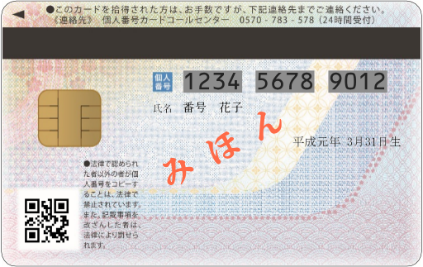 ●このカードを拾得された方は、お手数ですが、下記連絡先までご連絡ください。
《連絡先》 個人番号カードコールセンター 0570-783-578 (24時間受付)
個人番号 1234 5678 9012
氏名 番号 花子
平成元年 3月31日生
みほん
●法律で認められ
た者以外の者が個
人番号をコピーす
ることは、法律で
禁止されています。
また、記載事項を
改ざんした者は、
法律により罰せら
れます。